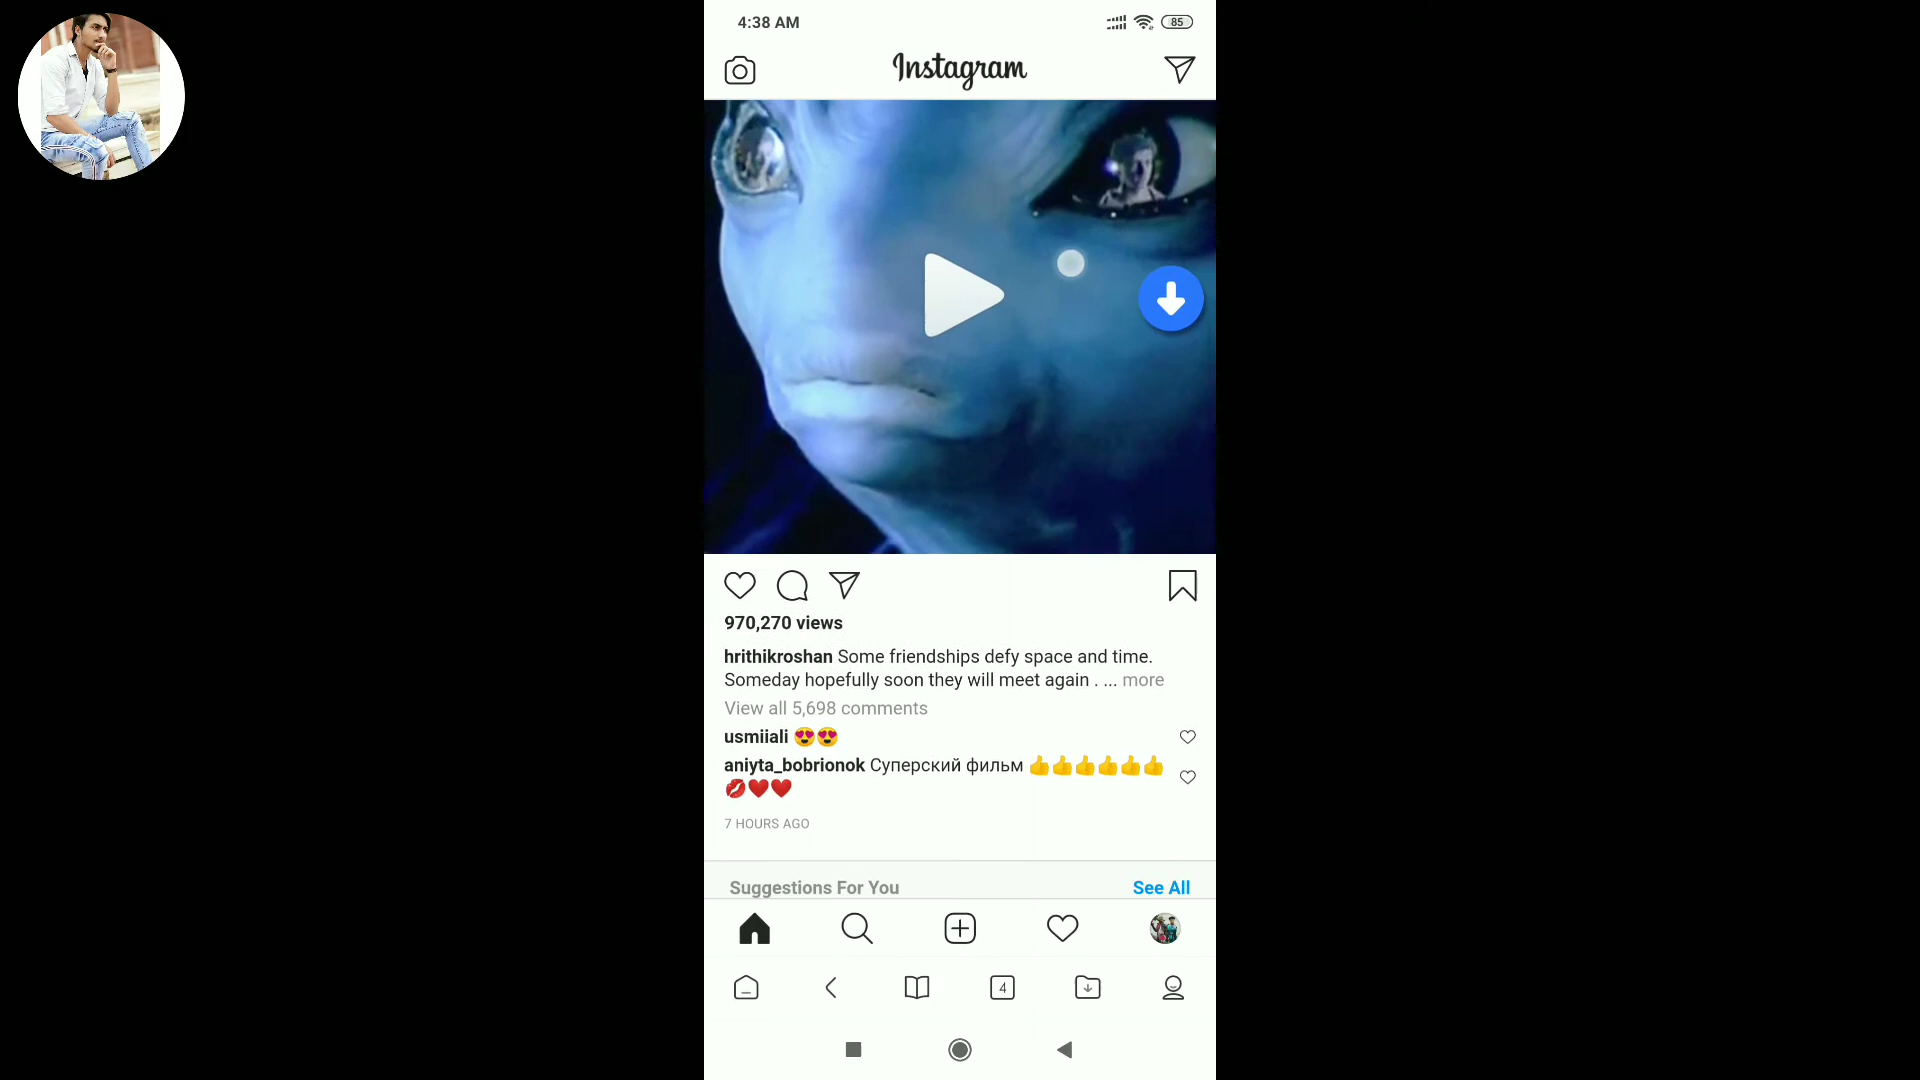 4:38 AM
85
Instagram
970,270 views
hrithikroshan Some friendships defy space and time.
Someday hopefully soon they will meet again . ... more
View all 5,698 comments
usmiiali 😍😍
aniyta_bobrionok Суперский фильм 👍👍👍👍👍👍
💋❤️❤️
7 HOURS AGO
Suggestions For You
See All
4